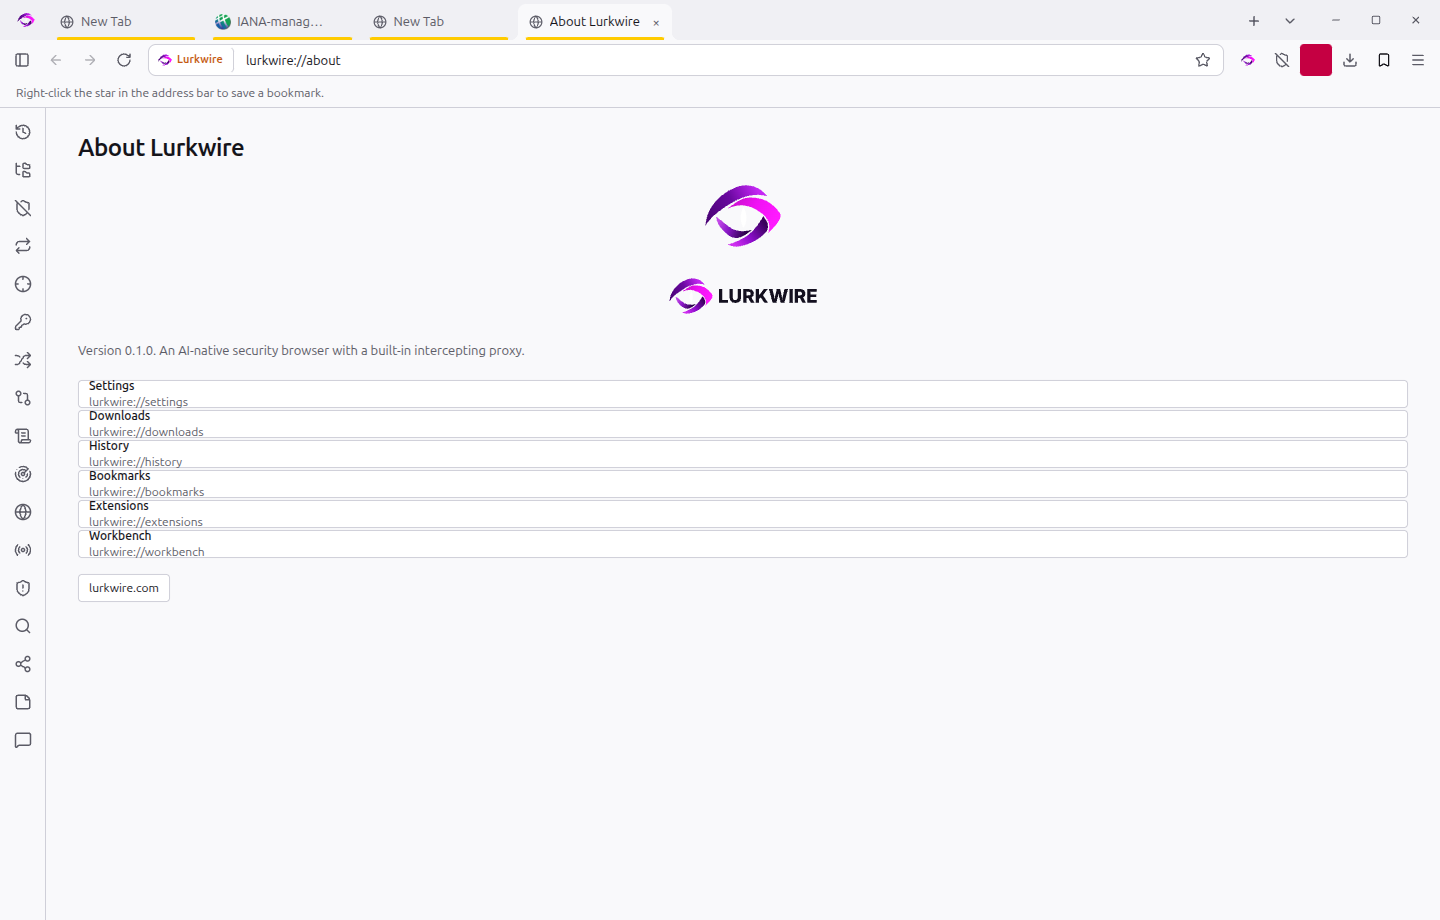 New Tab
IANA-manag...
New Tab
About Lurkwire
Lurkwire
lurkwire://about
Right-click the star in the address bar to save a bookmark.
About Lurkwire
LURKWIRE
Version 0.1.0. An AI-native security browser with a built-in intercepting proxy.
Settings
lurkwire://settings
Downloads
lurkwire://downloads
History
lurkwire://history
Bookmarks
lurkwire://bookmarks
Extensions
lurkwire://extensions
Workbench
lurkwire://workbench
lurkwire.com